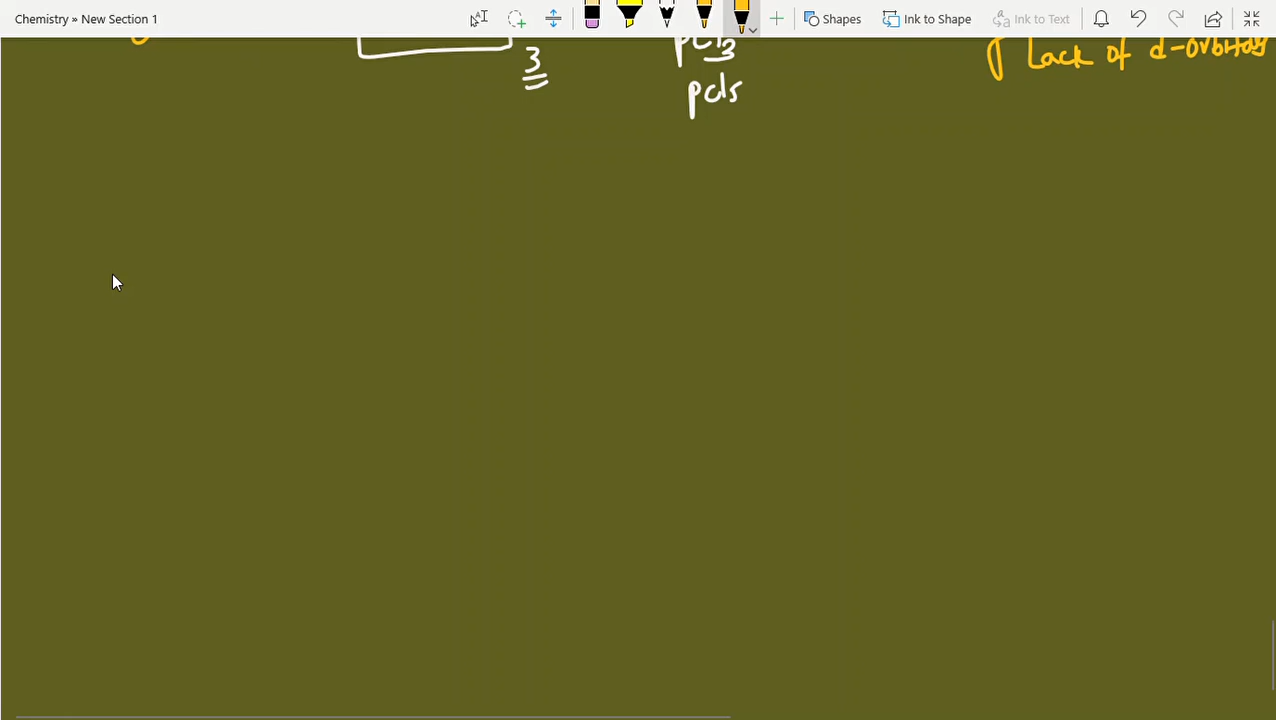 Chemistry » New Section 1
Shapes
Ink to Shape
Ink to Text
3
pcl3
pcl5
Lack of d-orbitals